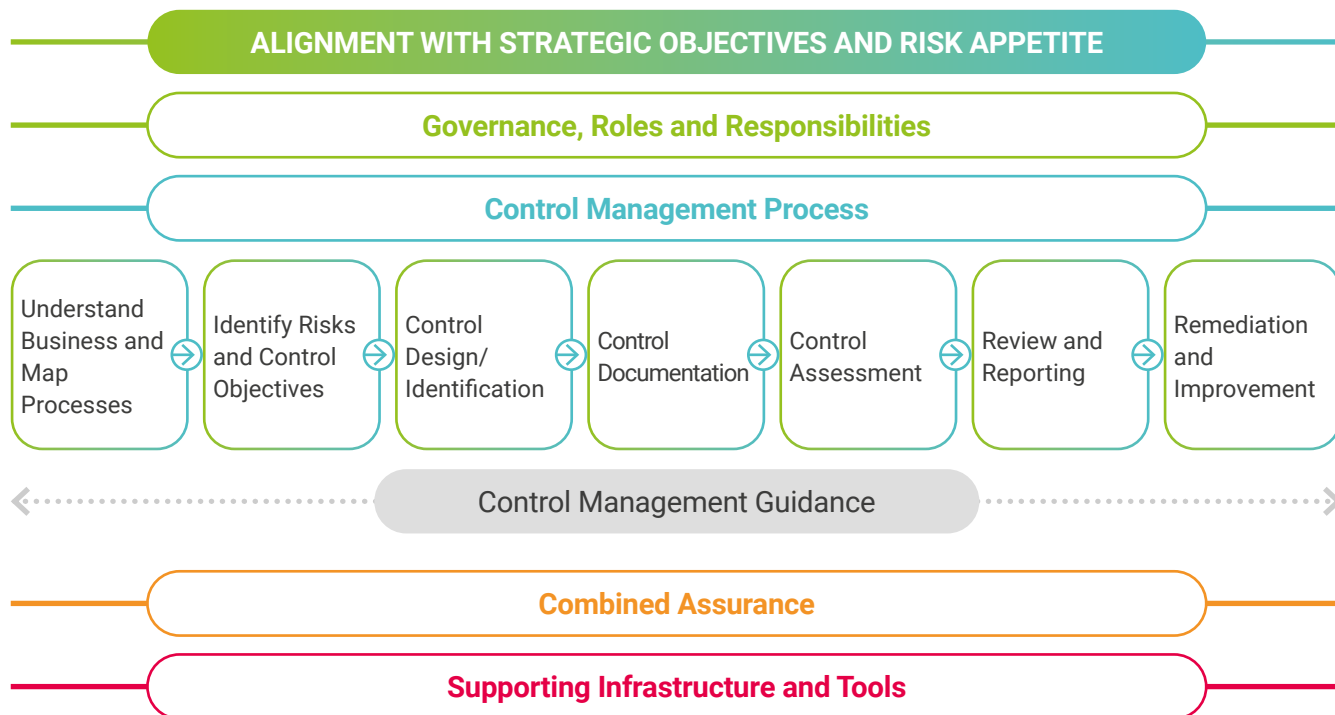 ALIGNMENT WITH STRATEGIC OBJECTIVES AND RISK APPETITE
Governance, Roles and Responsibilities
Control Management Process
Understand
Business and
Map
Processes
Identify Risks
and Control
Objectives
Control
Design/
Identification
Control
Documentation
Control
Assessment
Review and
Reporting
Remediation
and
Improvement
Control Management Guidance
Combined Assurance
Supporting Infrastructure and Tools